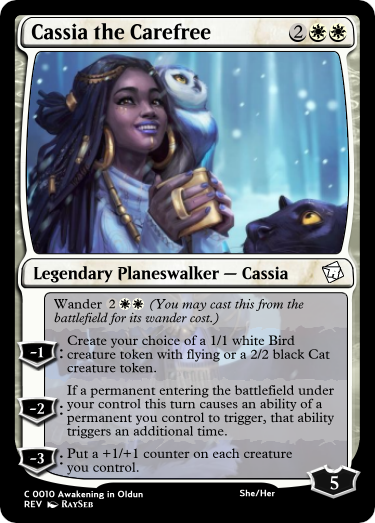 Cassia the Carefree 2
Legendary Planeswalker — Cassia
Wander 2 (You may cast this from the
battlefield for its wander cost.)
-1: Create your choice of a 1/1 white Bird
creature token with flying or a 2/2 black Cat
creature token.
If a permanent entering the battlefield under
-2: your control this turn causes an ability of a
permanent you control to trigger, that ability
triggers an additional time.
-3: Put a +1/+1 counter on each creature
you control.
5
C 0010 Awakening in Oldun
She/Her
REV RaySeb